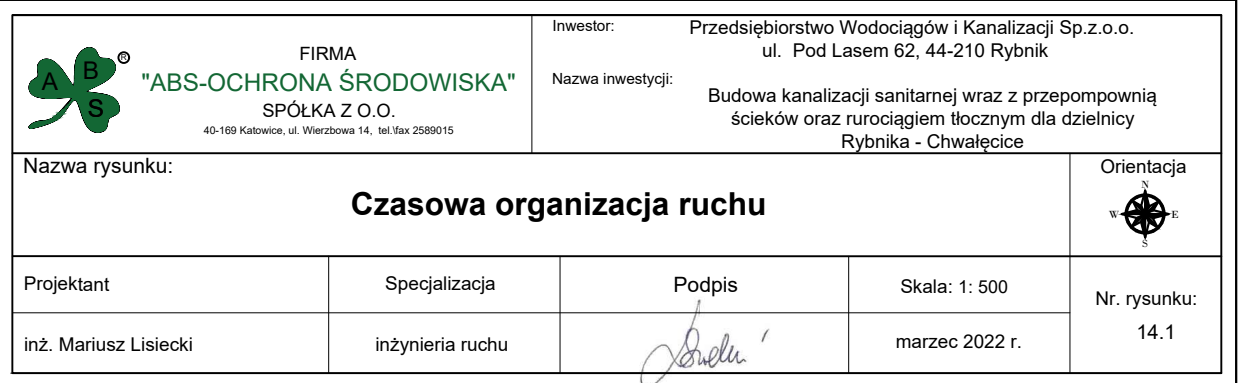 A B S ®
FIRMA
"ABS-OCHRONA ŚRODOWISKA"
SPÓŁKA Z O.O.
40-169 Katowice, ul. Wierzbowa 14, tel.\fax 2589015
Inwestor:
Przedsiębiorstwo Wodociągów i Kanalizacji Sp.z.o.o.
ul. Pod Lasem 62, 44-210 Rybnik
Nazwa inwestycji:
Budowa kanalizacji sanitarnej wraz z przepompownią
ścieków oraz rurociągiem tłocznym dla dzielnicy
Rybnika - Chwałęcice
Nazwa rysunku:
Czasowa organizacja ruchu
Orientacja
N
W E
S
Projektant
Specjalizacja
Podpis
Skala: 1: 500
Nr. rysunku:
14.1
inż. Mariusz Lisiecki
inżynieria ruchu
marzec 2022 r.